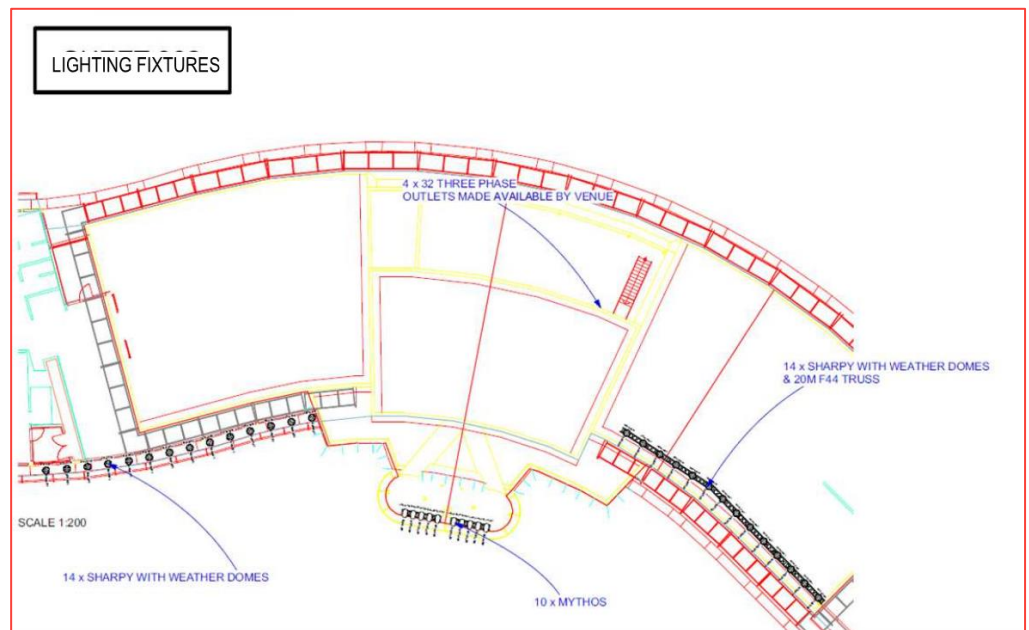 LIGHTING FIXTURES
4 x 32 THREE PHASE
OUTLETS MADE AVAILABLE BY VENUE
14 x SHARPY WITH WEATHER DOMES
& 20M F44 TRUSS
SCALE 1:200
14 x SHARPY WITH WEATHER DOMES
10 x MYTHOS